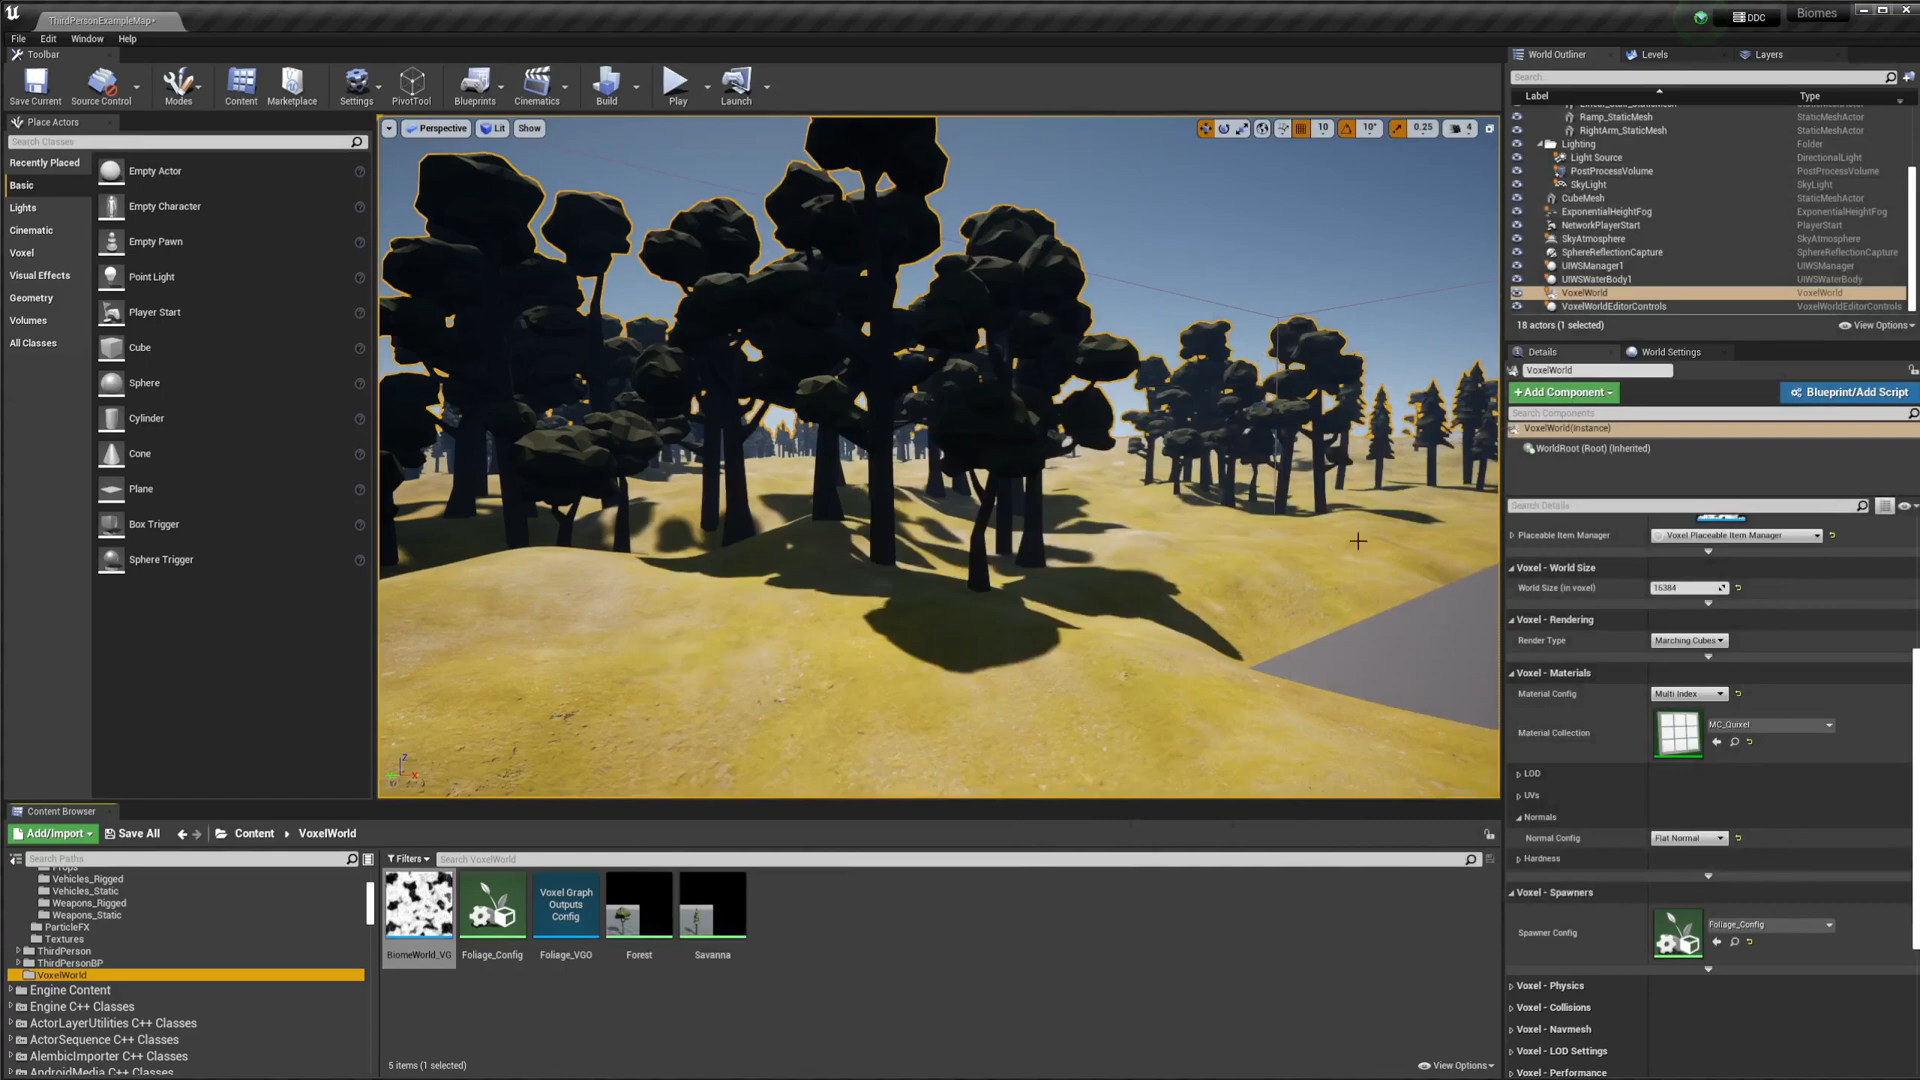 ThirdPersonExampleMap*
DDC
Biomes
File Edit Window Help
Toolbar
Save Current
Source Control
Modes
Content
Marketplace
Settings
PivotTool
Blueprints
Cinematics
Build
Play
Launch
Place Actors
Search Classes
Recently Placed
Basic
Lights
Cinematic
Voxel
Visual Effects
Geometry
Volumes
All Classes
Empty Actor
Empty Character
Empty Pawn
Point Light
Player Start
Cube
Sphere
Cylinder
Cone
Plane
Box Trigger
Sphere Trigger
Perspective Lit Show
10 10° 0.25 4
Z
X
World Outliner Levels Layers
Search...
Label Type
Linear_Stair_StaticMesh StaticMeshActor
Ramp_StaticMesh StaticMeshActor
RightArm_StaticMesh StaticMeshActor
Lighting Folder
Light Source DirectionalLight
PostProcessVolume PostProcessVolume
SkyLight SkyLight
CubeMesh StaticMeshActor
ExponentialHeightFog ExponentialHeightFog
NetworkPlayerStart PlayerStart
SkyAtmosphere SkyAtmosphere
SphereReflectionCapture SphereReflectionCapture
UIWSManager1 UIWSManager
UIWSWaterBody1 UIWSWaterBody
VoxelWorld VoxelWorld
VoxelWorldEditorControls VoxelWorldEditorControls
18 actors (1 selected) View Options
Details World Settings
VoxelWorld
+Add Component Blueprint/Add Script
Search Components
VoxelWorld(Instance)
WorldRoot (Root) (Inherited)
Search Details
Placeable Item Manager Voxel Placeable Item Manager
Voxel - World Size
World Size (in voxel) 16384
Voxel - Rendering
Render Type Marching Cubes
Voxel - Materials
Material Config Multi Index
Material Collection MC_Quixel
LOD
UVs
Normals
Normal Config Flat Normal
Hardness
Voxel - Spawners
Spawner Config Foliage_Config
Voxel - Physics
Voxel - Collisions
Voxel - Navmesh
Voxel - LOD Settings
Voxel - Performance
Content Browser
Add/Import Save All Content VoxelWorld
Search Paths
Props
Vehicles_Rigged
Vehicles_Static
Weapons_Rigged
Weapons_Static
ParticleFX
Textures
ThirdPerson
ThirdPersonBP
VoxelWorld
Engine Content
Engine C++ Classes
ActorLayerUtilities C++ Classes
ActorSequence C++ Classes
AlembicImporter C++ Classes
AndroidMedia C++ Classes
Filters Search VoxelWorld
Voxel Graph
Outputs
Config
BiomeWorld_VG Foliage_Config Foliage_VGO Forest Savanna
5 items (1 selected) View Options